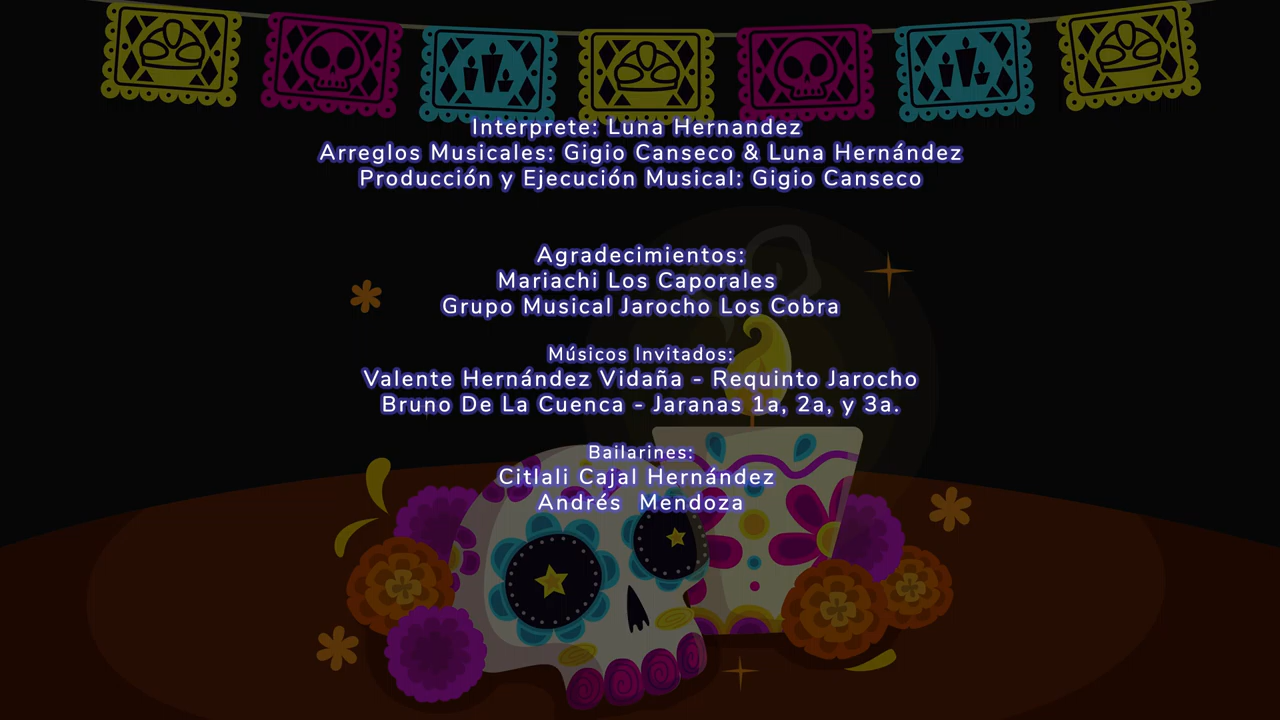 Interprete: Luna Hernandez
Arreglos Musicales: Gigio Canseco & Luna Hernández
Producción y Ejecución Musical: Gigio Canseco
Agradecimientos:
Mariachi Los Caporales
Grupo Musical Jarocho Los Cobra
Músicos Invitados:
Valente Hernández Vidaña - Requinto Jarocho
Bruno De La Cuenca - Jaranas 1a, 2a, y 3a.
Bailarines:
Citlali Cajal Hernández
Andrés  Mendoza